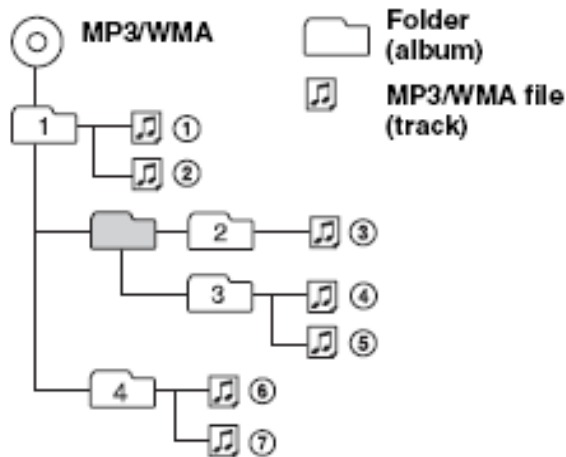 MP3/WMA
Folder
(album)
MP3/WMA file
(track)
1
①
②
2
③
3
④
⑤
4
⑥
⑦